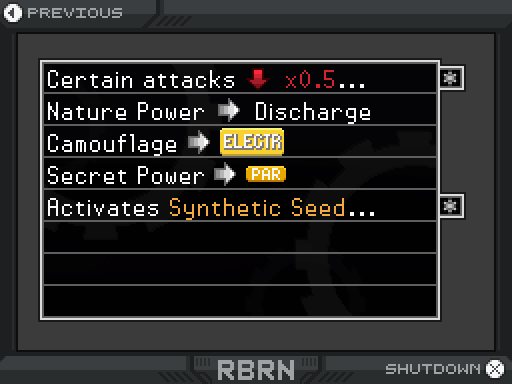 PREVIOUS
Certain attacks x0.5...
Nature Power Discharge
Camouflage ELECTR
Secret Power PAR
Activates Synthetic Seed...
RBRN
SHUTDOWN